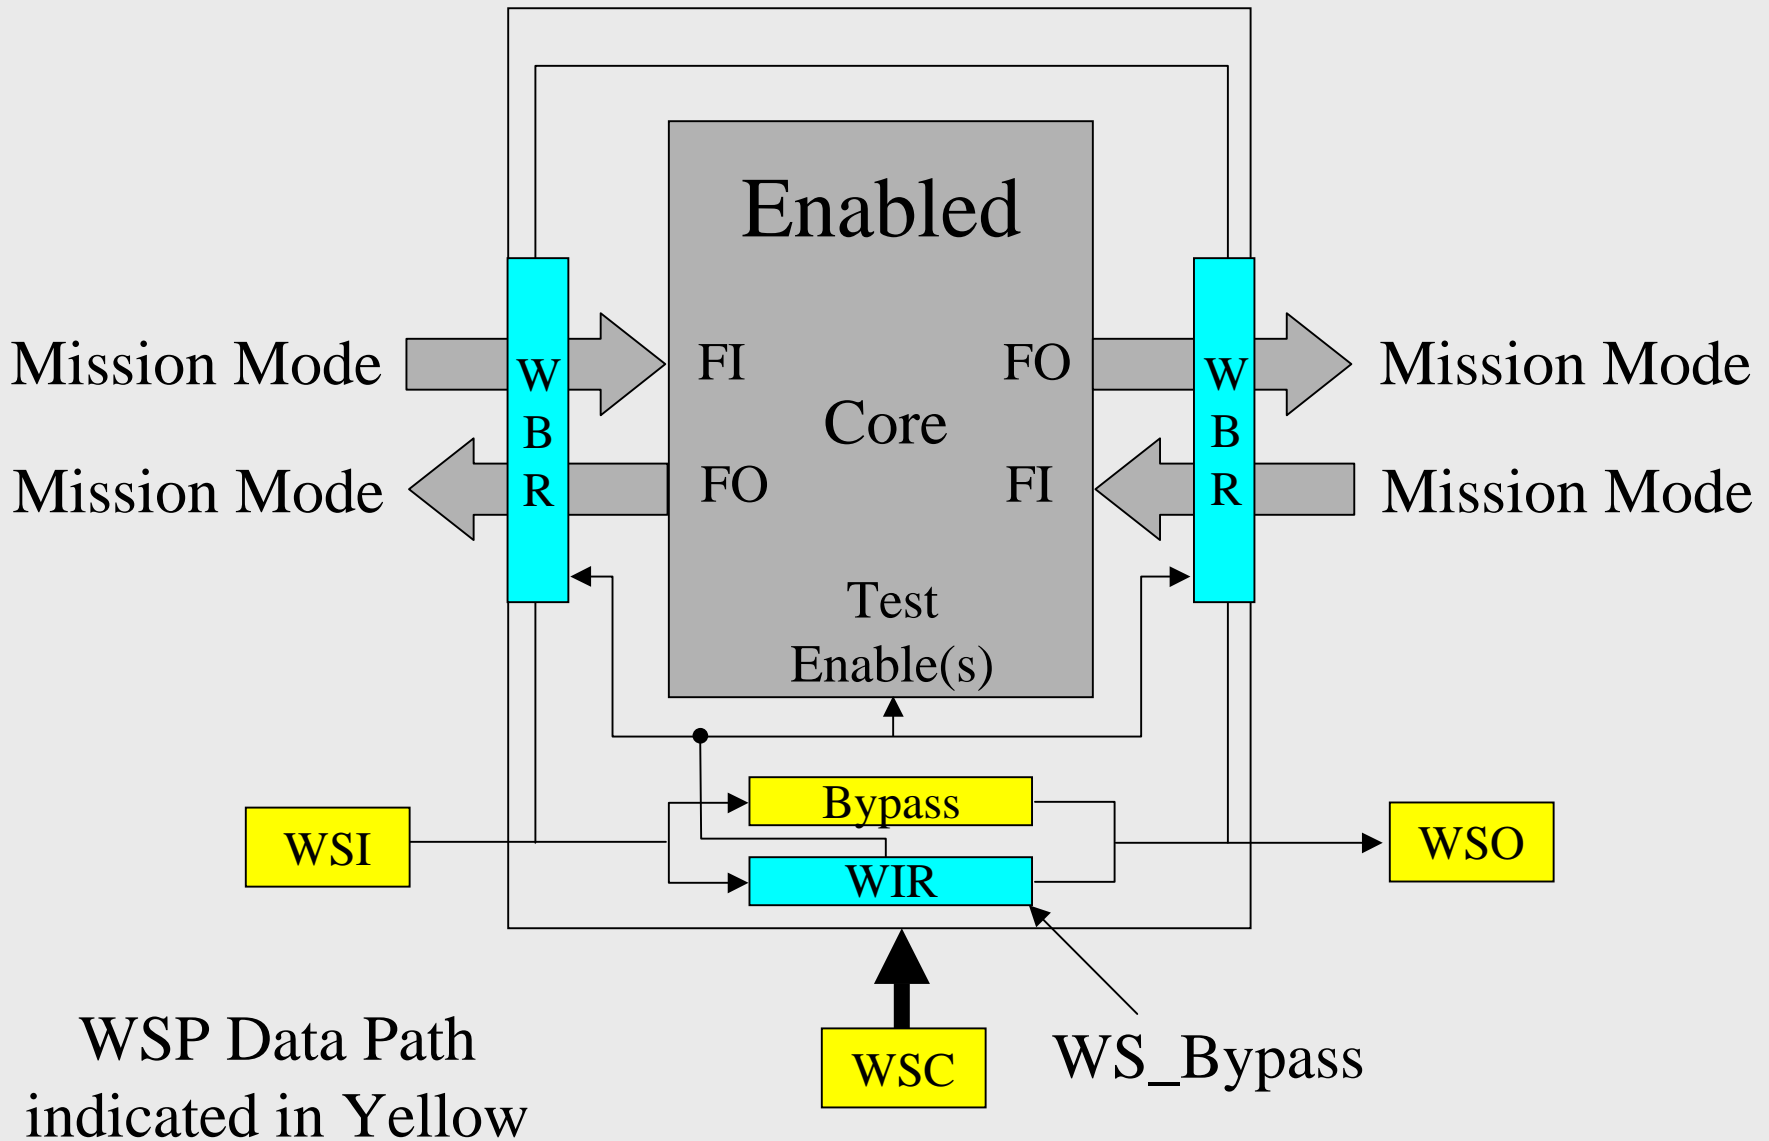 Enabled
Mission Mode
W
B
R
FI
FO
W
B
R
Mission Mode
Core
Mission Mode
FO
FI
Mission Mode
Test
Enable(s)
Bypass
WSI
WSO
WIR
WSC
WS_Bypass
WSP Data Path
indicated in Yellow